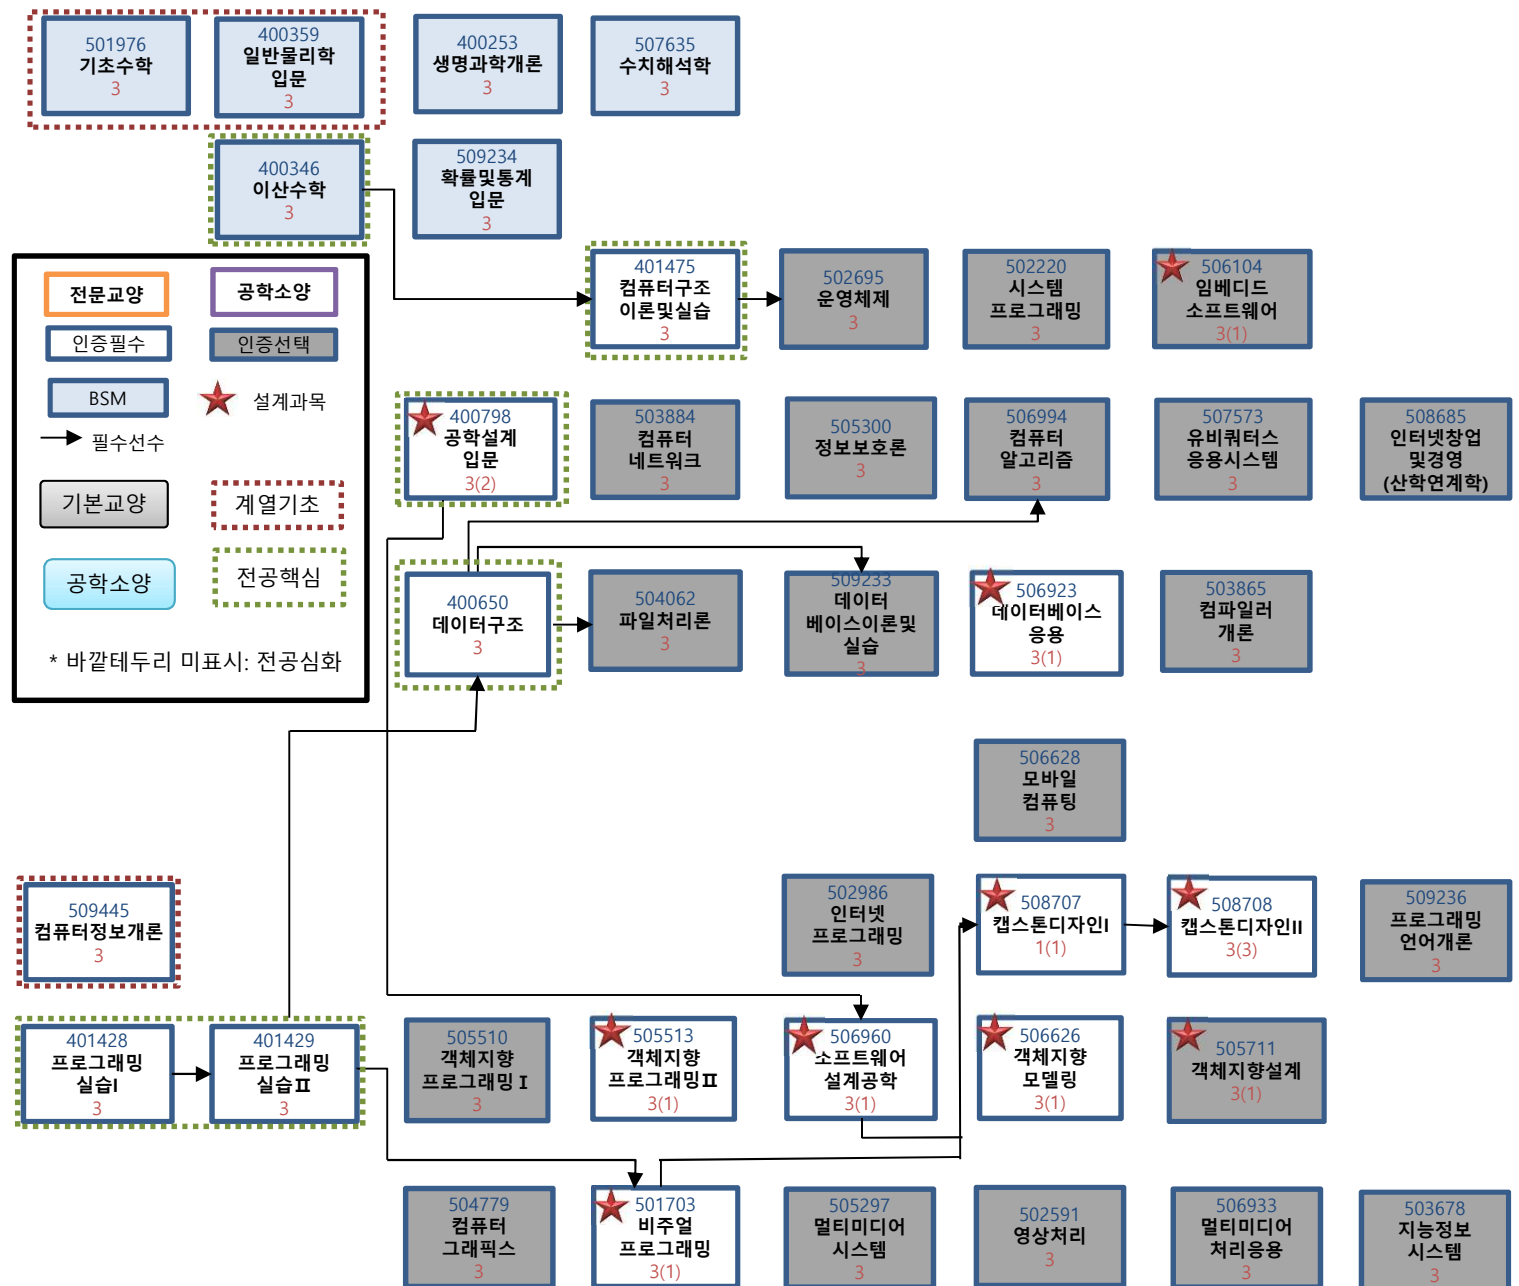 501976
기초수학
3
400359
일반물리학
입문
3
400253
생명과학개론
3
507635
수치해석학
3
400346
이산수학
3
509234
확률및통계
입문
3
전문교양
공학소양
인증필수
인증선택
BSM
설계과목
필수선수
기본교양
계열기초
공학소양
전공핵심
* 바깥테두리 미표시: 전공심화
401475
컴퓨터구조
이론및실습
3
502695
운영체제
3
502220
시스템
프로그래밍
3
506104
임베디드
소프트웨어
3(1)
400798
공학설계
입문
3(2)
503884
컴퓨터
네트워크
3
505300
정보보호론
3
506994
컴퓨터
알고리즘
3
507573
유비쿼터스
응용시스템
3
508685
인터넷창업
및경영
(산학연계학)
400650
데이터구조
3
504062
파일처리론
3
509233
데이터
베이스이론및
실습
3
506923
데이터베이스
응용
3(1)
503865
컴파일러
개론
3
506628
모바일
컴퓨팅
3
509445
컴퓨터정보개론
3
502986
인터넷
프로그래밍
3
508707
캡스톤디자인I
1(1)
508708
캡스톤디자인II
3(3)
509236
프로그래밍
언어개론
3
401428
프로그래밍
실습I
3
401429
프로그래밍
실습Ⅱ
3
505510
객체지향
프로그래밍Ⅰ
3
505513
객체지향
프로그래밍Ⅱ
3(1)
506960
소프트웨어
설계공학
3(1)
506626
객체지향
모델링
3(1)
505711
객체지향설계
3(1)
504779
컴퓨터
그래픽스
3
501703
비주얼
프로그래밍
3(1)
505297
멀티미디어
시스템
3
502591
영상처리
3
506933
멀티미디어
처리응용
3
503678
지능정보
시스템
3